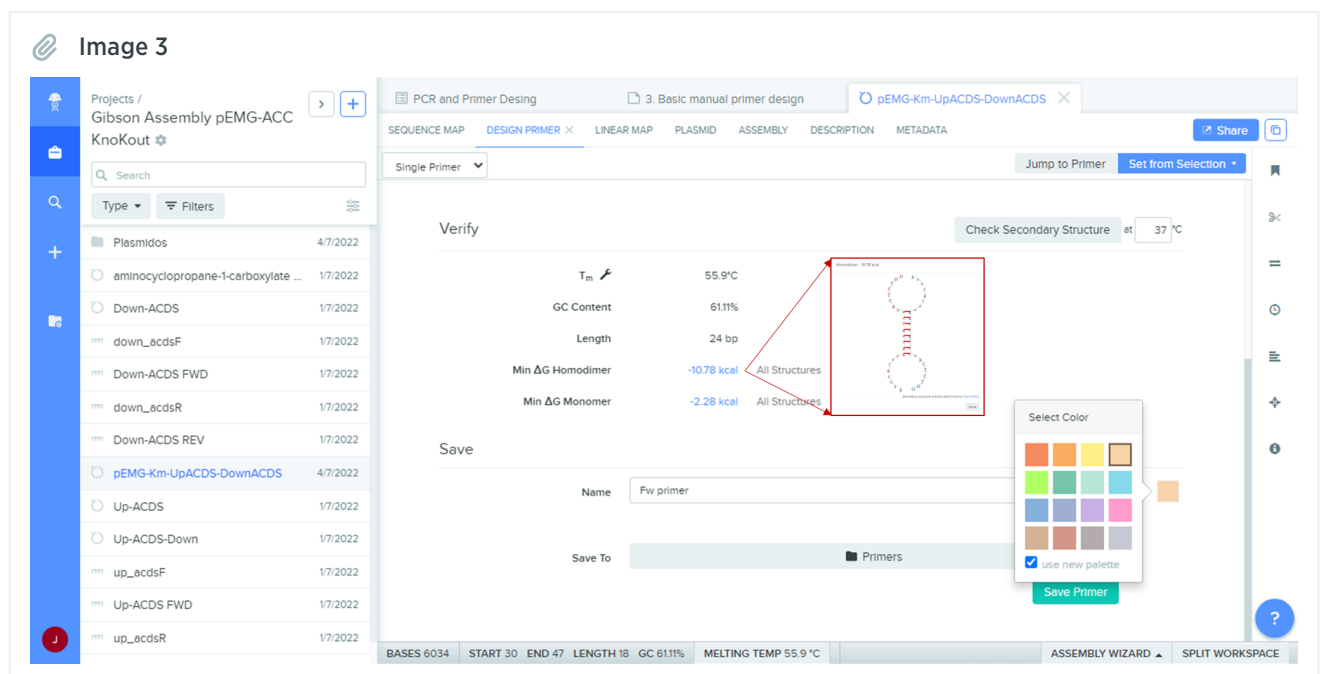 Image 3
Projects /
Gibson Assembly pEMG-ACC
KnoKout
Search
Type
Filters
Plasmidos 4/7/2022
aminocyclopropane-1-carboxylate ... 1/7/2022
Down-ACDS 1/7/2022
down_acdsF 1/7/2022
Down-ACDS FWD 1/7/2022
down_acdsR 1/7/2022
Down-ACDS REV 1/7/2022
pEMG-Km-UpACDS-DownACDS 4/7/2022
Up-ACDS 1/7/2022
Up-ACDS-Down 1/7/2022
up_acdsF 1/7/2022
Up-ACDS FWD 1/7/2022
up_acdsR 1/7/2022
J
PCR and Primer Desing
3. Basic manual primer design
pEMG-Km-UpACDS-DownACDS
SEQUENCE MAP DESIGN PRIMER LINEAR MAP PLASMID ASSEMBLY DESCRIPTION METADATA
Share
Single Primer
Jump to Primer
Set from Selection
Verify
Check Secondary Structure at 37 °C
Tm 55.9°C
GC Content 61.11%
Length 24 bp
Min ΔG Homodimer -10.78 kcal All Structures
Min ΔG Monomer -2.28 kcal All Structures
Homodimer: -10.78 kcal
Save
Name Fw primer
Save To Primers
Select Color
use new palette
Save Primer
?
BASES 6034 START 30 END 47 LENGTH 18 GC 61.11% MELTING TEMP 55.9 °C
ASSEMBLY WIZARD SPLIT WORKSPACE